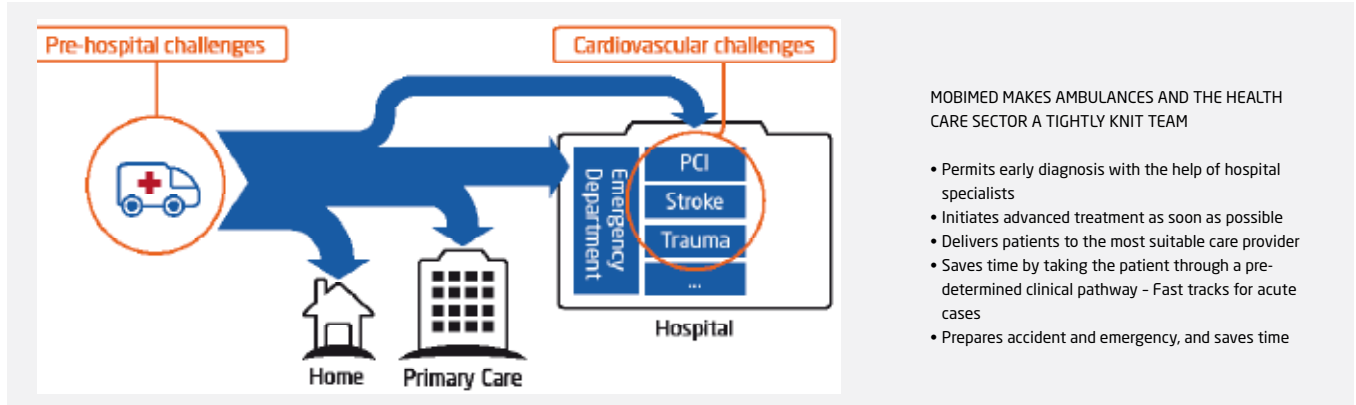 Pre-hospital challenges
Cardiovascular challenges
Emergency
Department
PCI
Stroke
Trauma
...
Hospital
Home
Primary Care
MOBIMED MAKES AMBULANCES AND THE HEALTH
CARE SECTOR A TIGHTLY KNIT TEAM
• Permits early diagnosis with the help of hospital
specialists
• Initiates advanced treatment as soon as possible
• Delivers patients to the most suitable care provider
• Saves time by taking the patient through a pre-
determined clinical pathway – Fast tracks for acute
cases
• Prepares accident and emergency, and saves time